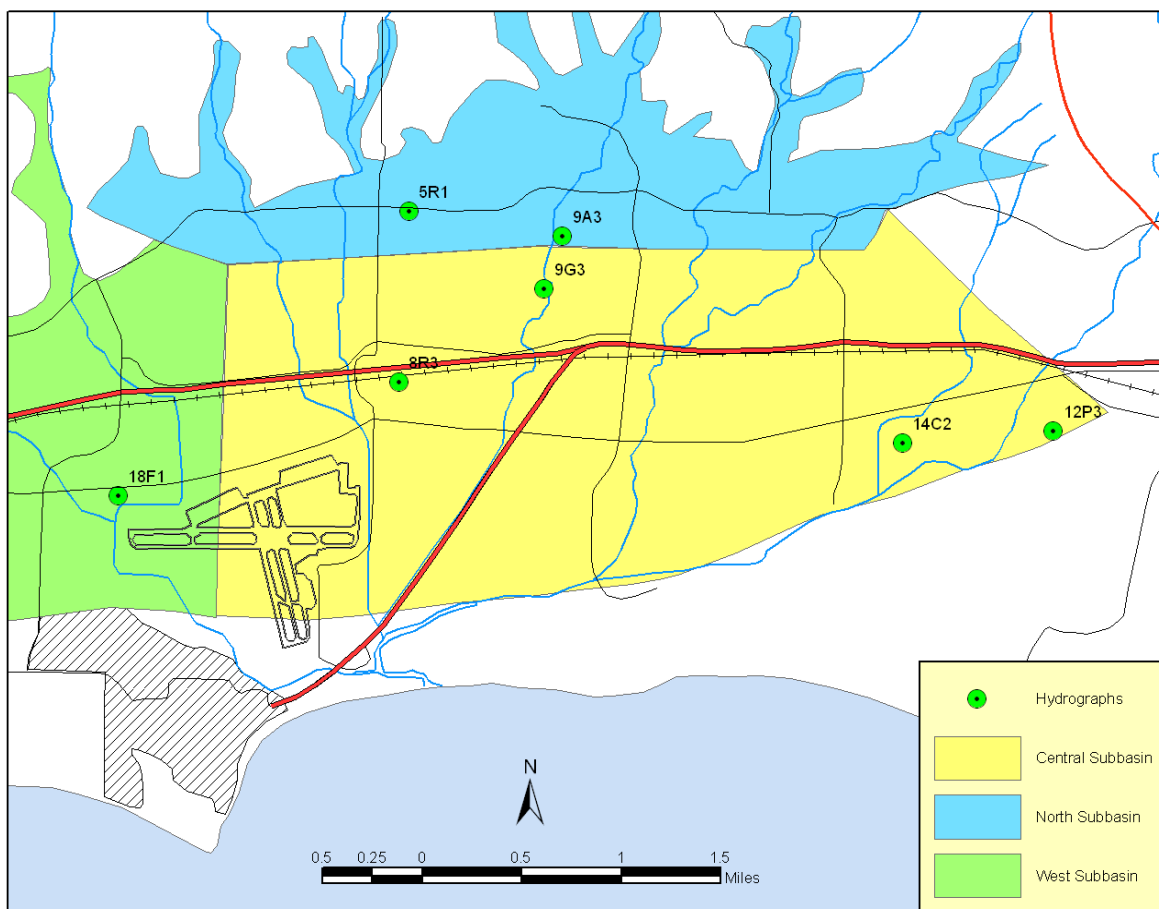 5R1
9A3
9G3
8R3
12P3
14C2
18F1
Hydrographs
Central Subbasin
North Subbasin
West Subbasin
N
0.5 0.25 0 0.5 1 1.5
Miles